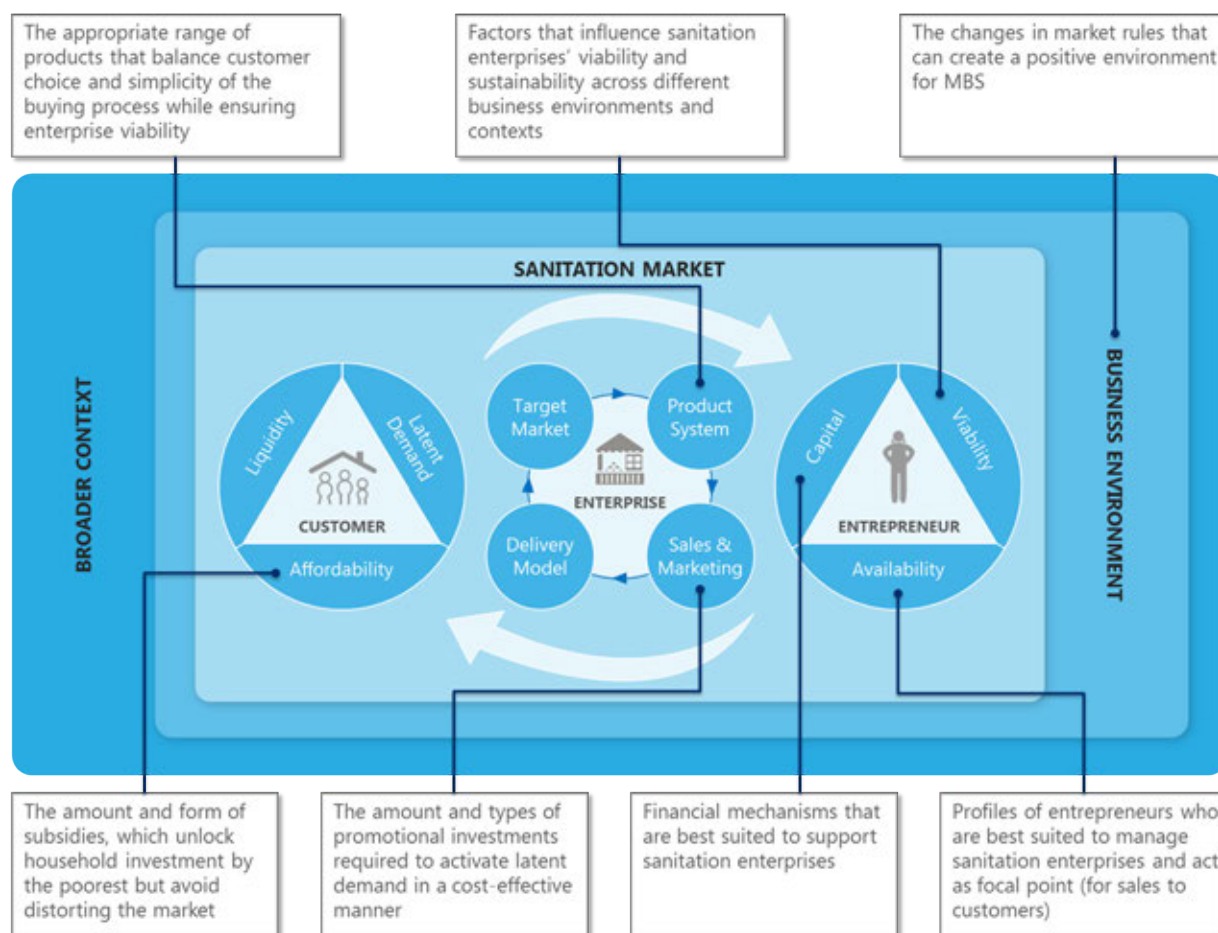 The appropriate range of
products that balance customer
choice and simplicity of the
buying process while ensuring
enterprise viability
Factors that influence sanitation
enterprises' viability and
sustainability across different
business environments and
contexts
The changes in market rules that
can create a positive environment
for MBS
SANITATION MARKET
BROADER CONTEXT
BUSINESS ENVIRONMENT
Liquidity
Latent
Demand
CUSTOMER
Affordability
Target
Market
Product
System
ENTERPRISE
Delivery
Model
Sales &
Marketing
Capital
Viability
ENTREPRENEUR
Availability
The amount and form of
subsidies, which unlock
household investment by
the poorest but avoid
distorting the market
The amount and types of
promotional investments
required to activate latent
demand in a cost-effective
manner
Financial mechanisms that
are best suited to support
sanitation enterprises
Profiles of entrepreneurs who
are best suited to manage
sanitation enterprises and act
as focal point (for sales to
customers)